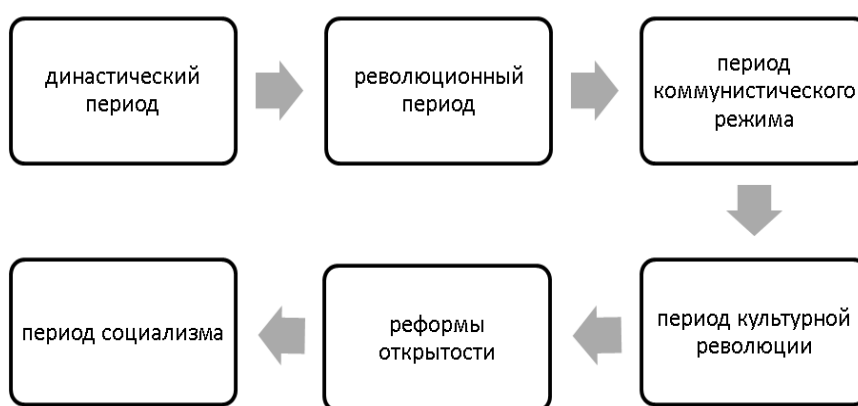 династический
период
революционный
период
период
коммунистического
режима
период культурной
революции
реформы
открытости
период социализма